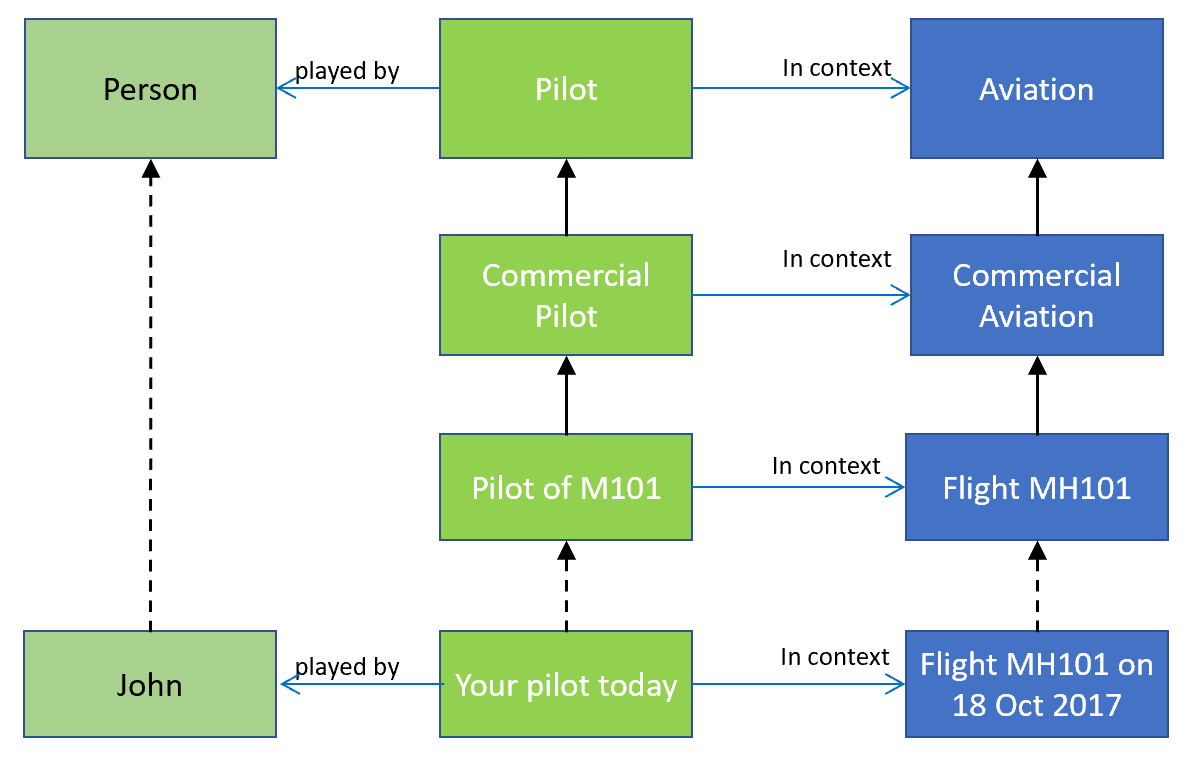 Person
played by
Pilot
In context
Aviation
Commercial
Pilot
In context
Commercial
Aviation
Pilot of M101
In context
Flight MH101
John
played by
Your pilot today
In context
Flight MH101 on
18 Oct 2017